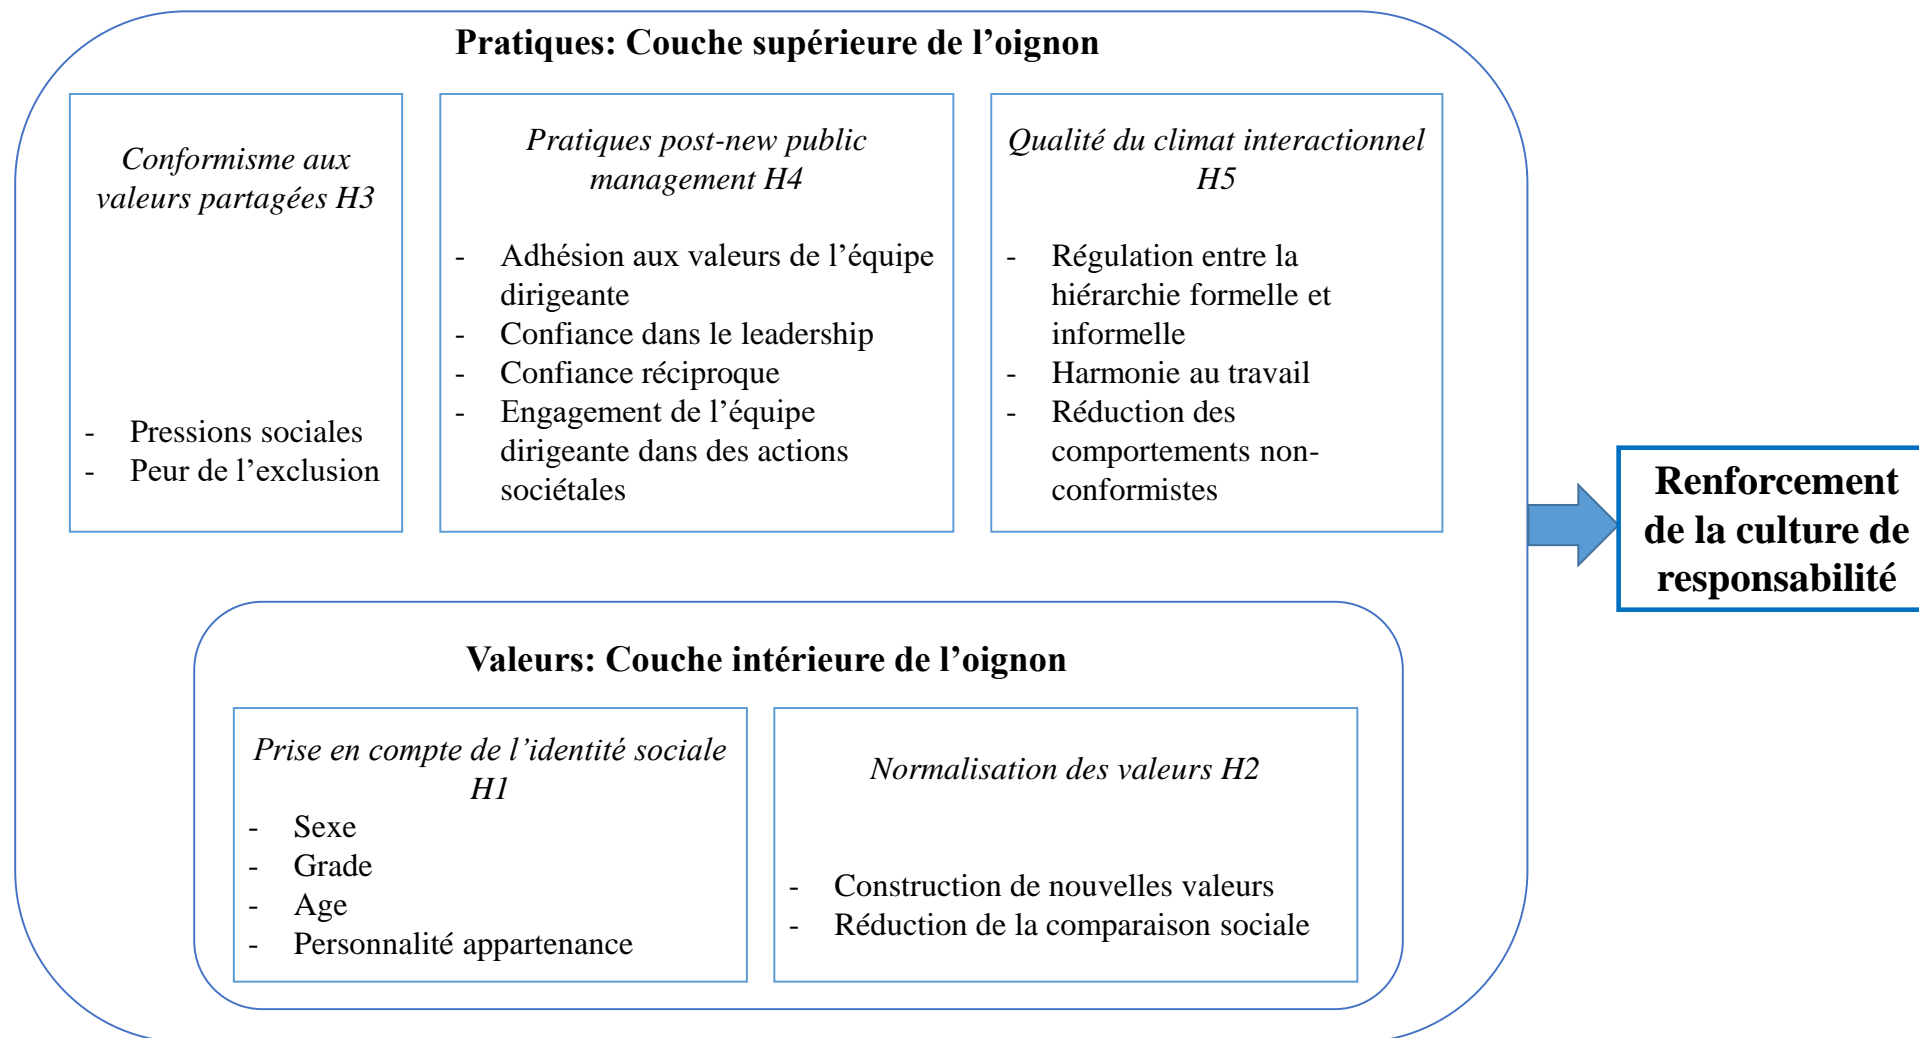 Pratiques: Couche supérieure de l’oignon
Conformisme aux
valeurs partagées H3
- Pressions sociales
- Peur de l’exclusion
Pratiques post-new public
management H4
- Adhésion aux valeurs de l’équipe
dirigeante
- Confiance dans le leadership
- Confiance réciproque
- Engagement de l’équipe
dirigeante dans des actions
sociétales
Qualité du climat interactionnel
H5
- Régulation entre la
hiérarchie formelle et
informelle
- Harmonie au travail
- Réduction des
comportements non-
conformistes
Renforcement
de la culture de
responsabilité
Valeurs: Couche intérieure de l’oignon
Prise en compte de l’identité sociale
H1
- Sexe
- Grade
- Age
- Personnalité appartenance
Normalisation des valeurs H2
- Construction de nouvelles valeurs
- Réduction de la comparaison sociale